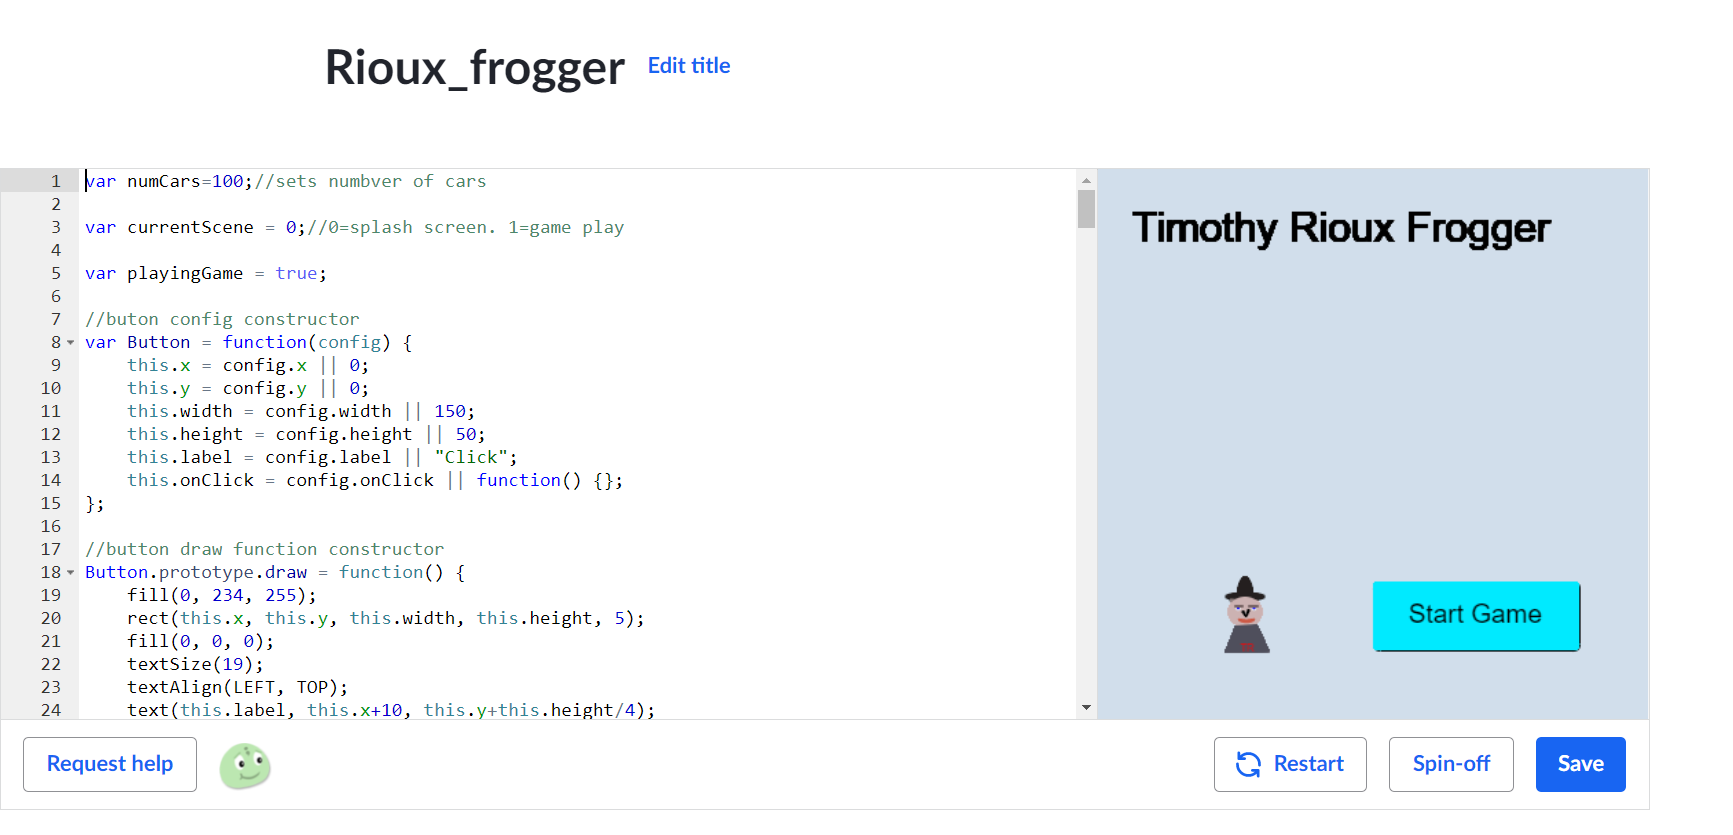 Rioux_frogger Edit title
1 var numCars=100;//sets numbver of cars
2
3 var currentScene = 0;//0=splash screen. 1=game play
4
5 var playingGame = true;
6
7 //buton config constructor
8 var Button = function(config) {
9 this.x = config.x || 0;
10 this.y = config.y || 0;
11 this.width = config.width || 150;
12 this.height = config.height || 50;
13 this.label = config.label || "Click";
14 this.onClick = config.onClick || function() {};
15 };
16
17 //button draw function constructor
18 Button.prototype.draw = function() {
19 fill(0, 234, 255);
20 rect(this.x, this.y, this.width, this.height, 5);
21 fill(0, 0, 0);
22 textSize(19);
23 textAlign(LEFT, TOP);
24 text(this.label, this.x+10, this.y+this.height/4);
Timothy Rioux Frogger
Start Game
Request help
Restart
Spin-off
Save